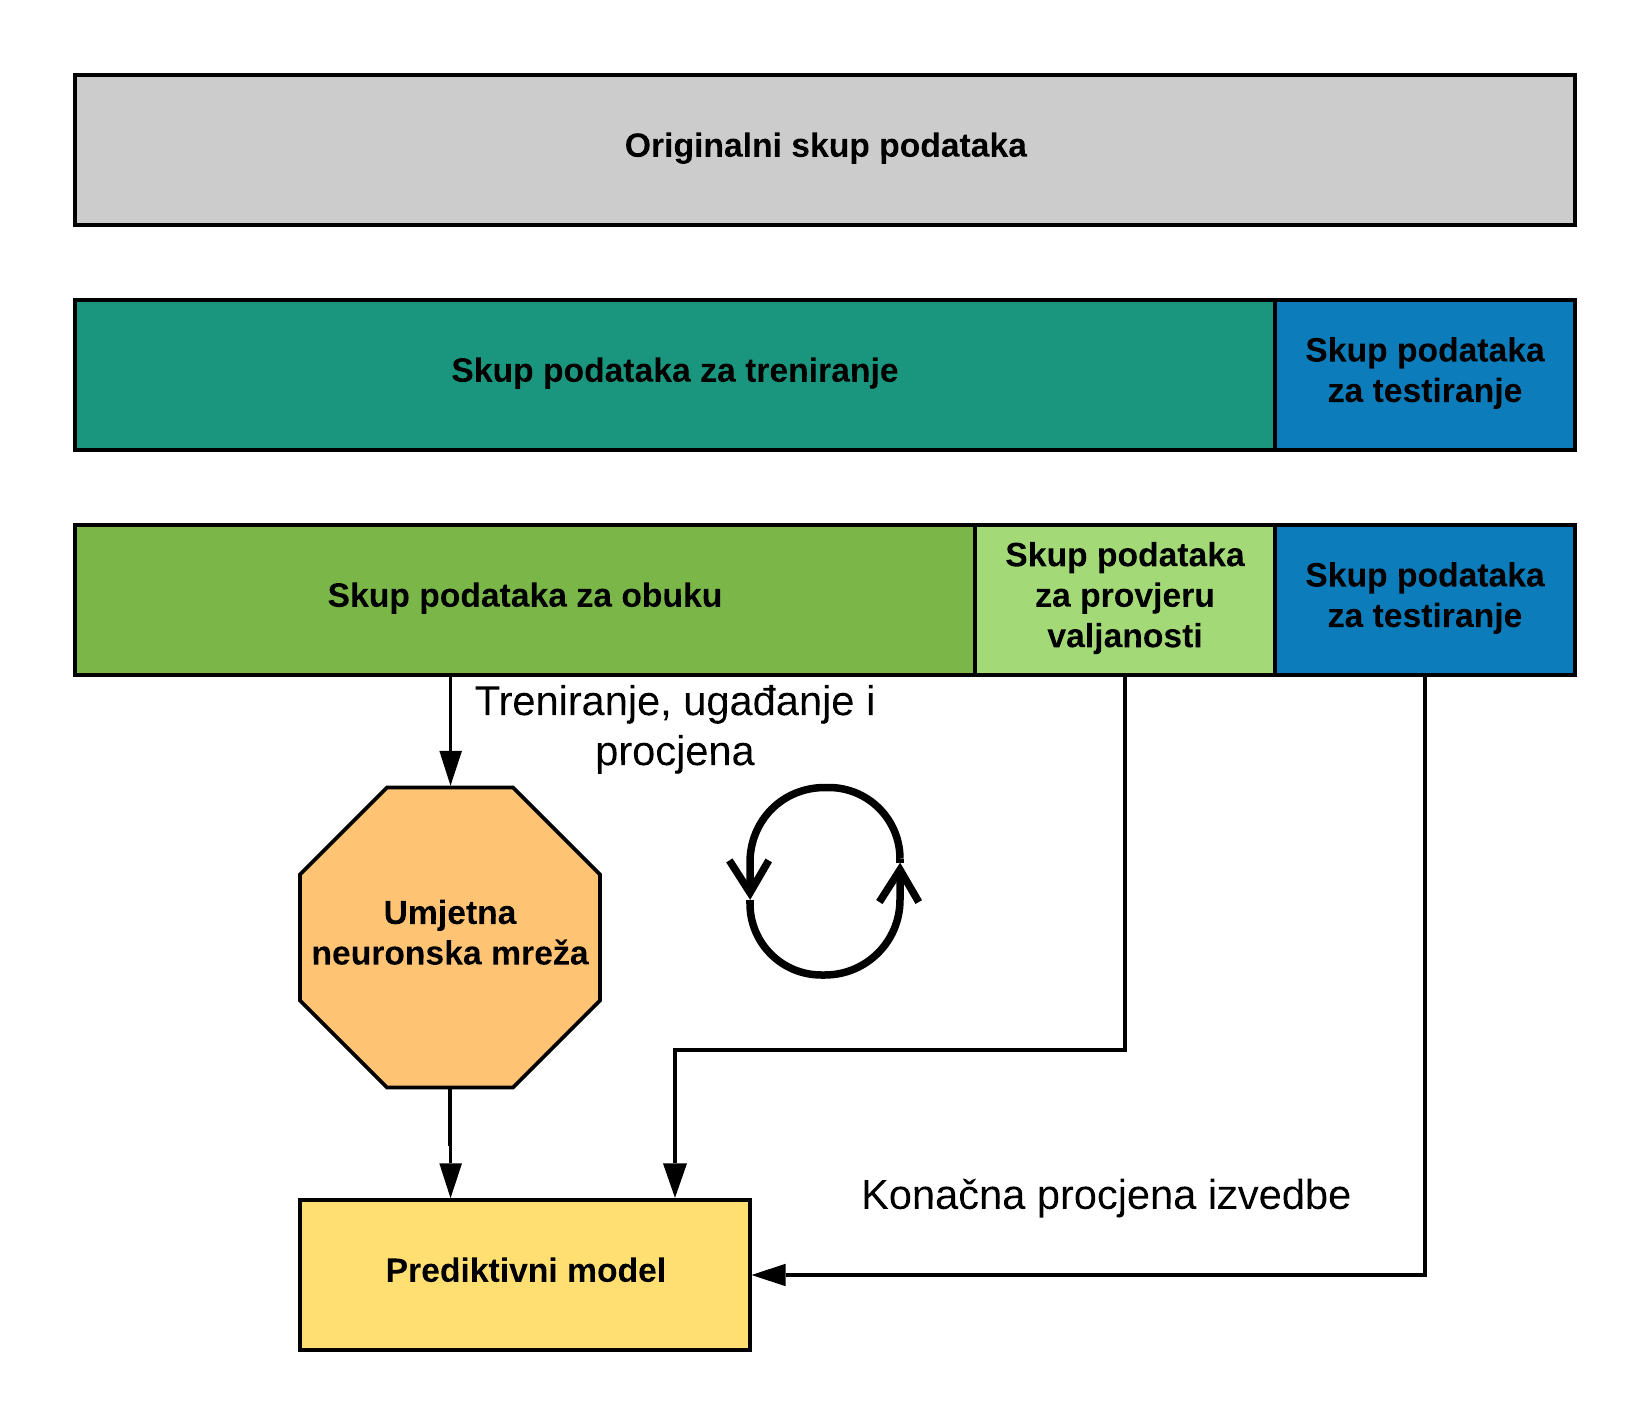 Originalni skup podataka
Skup podataka za treniranje
Skup podataka
za testiranje
Skup podataka za obuku
Skup podataka
za provjeru
valjanosti
Skup podataka
za testiranje
Treniranje, ugađanje i
procjena
Umjetna
neuronska mreža
Konačna procjena izvedbe
Prediktivni model